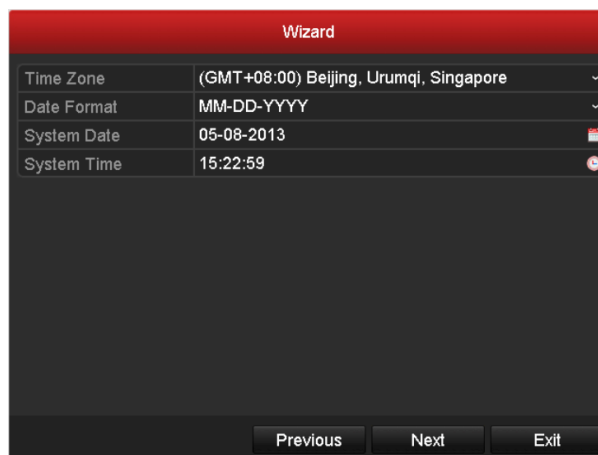 Wizard
Time Zone (GMT+08:00) Beijing, Urumqi, Singapore
Date Format MM-DD-YYYY
System Date 05-08-2013
System Time 15:22:59
Previous Next Exit